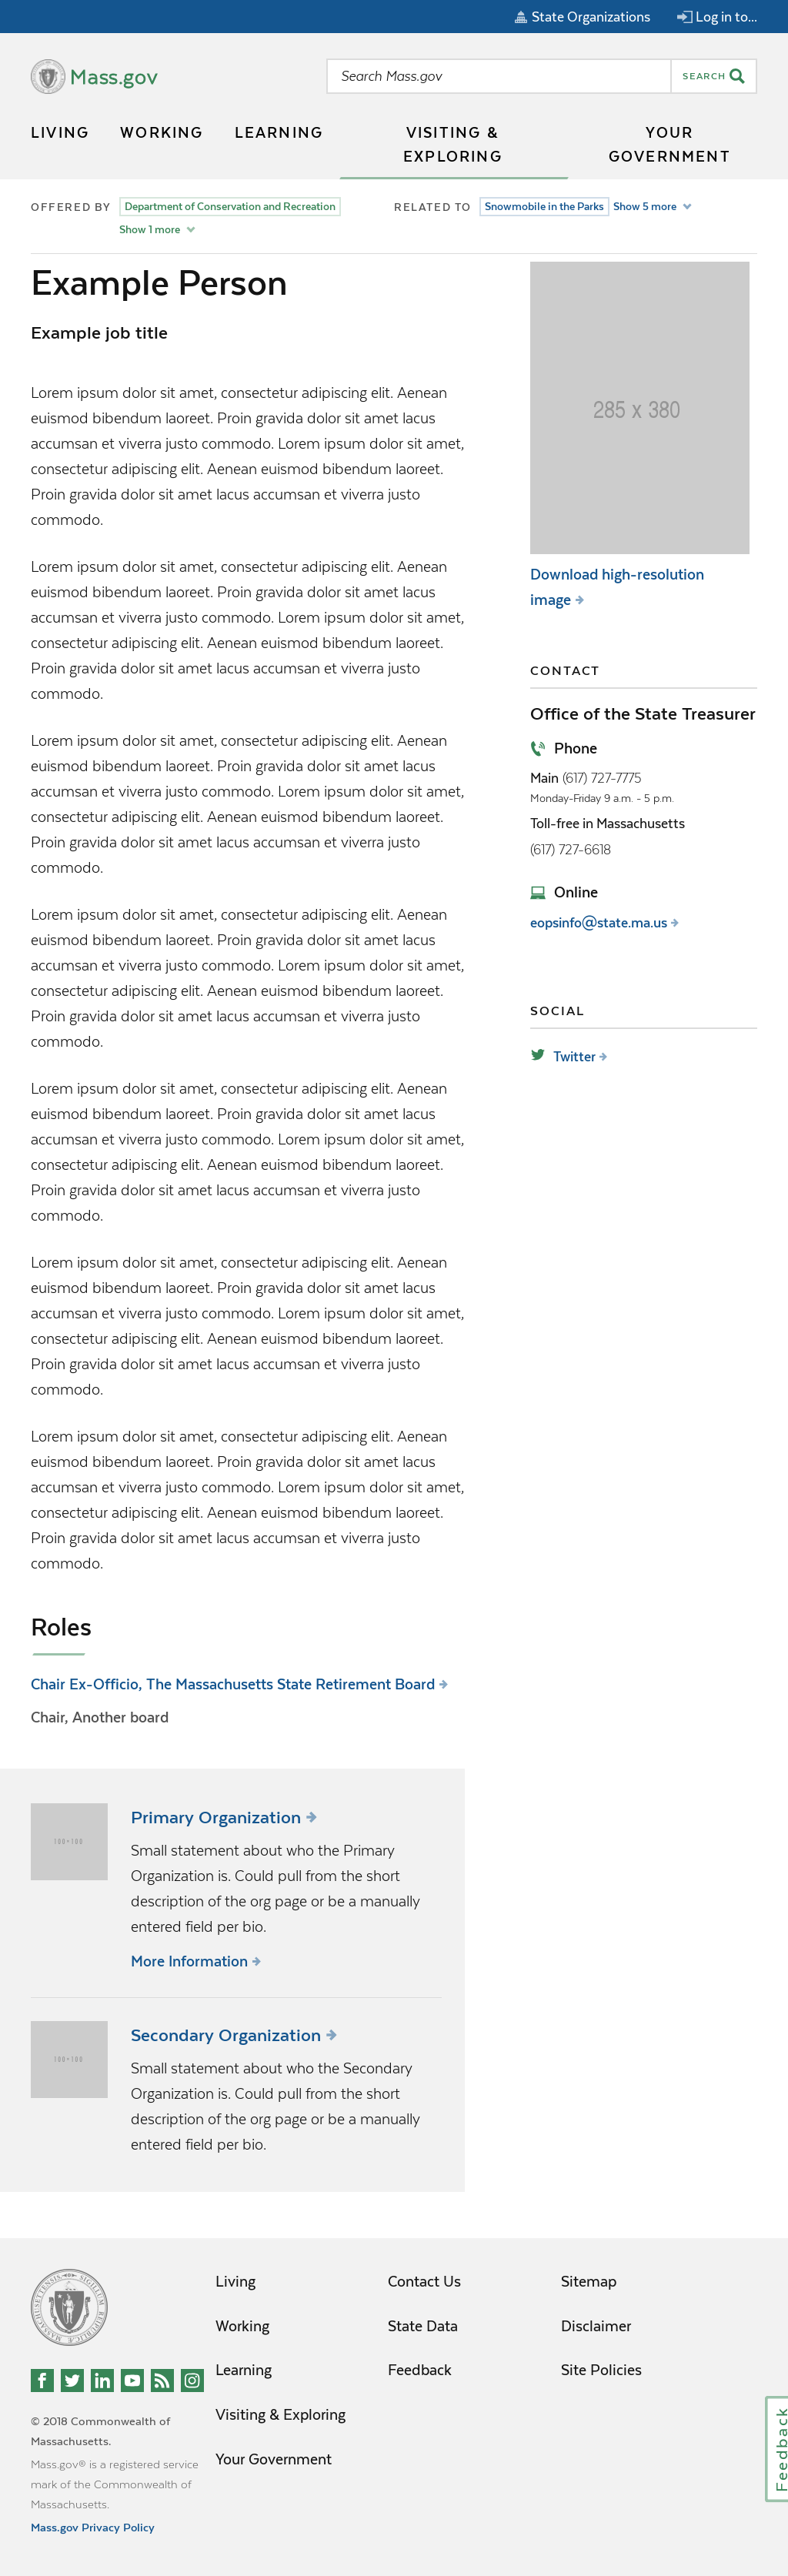 State Organizations
Log in to...
Mass.gov
Search Mass.gov
SEARCH
LIVING
WORKING
LEARNING
VISITING &
EXPLORING
YOUR
GOVERNMENT
OFFERED BY
Department of Conservation and Recreation
Show 1 more
RELATED TO
Snowmobile in the Parks
Show 5 more
Example Person
Example job title
Lorem ipsum dolor sit amet, consectetur adipiscing elit. Aenean
euismod bibendum laoreet. Proin gravida dolor sit amet lacus
accumsan et viverra justo commodo. Lorem ipsum dolor sit amet,
consectetur adipiscing elit. Aenean euismod bibendum laoreet.
Proin gravida dolor sit amet lacus accumsan et viverra justo
commodo.
Lorem ipsum dolor sit amet, consectetur adipiscing elit. Aenean
euismod bibendum laoreet. Proin gravida dolor sit amet lacus
accumsan et viverra justo commodo. Lorem ipsum dolor sit amet,
consectetur adipiscing elit. Aenean euismod bibendum laoreet.
Proin gravida dolor sit amet lacus accumsan et viverra justo
commodo.
Lorem ipsum dolor sit amet, consectetur adipiscing elit. Aenean
euismod bibendum laoreet. Proin gravida dolor sit amet lacus
accumsan et viverra justo commodo. Lorem ipsum dolor sit amet,
consectetur adipiscing elit. Aenean euismod bibendum laoreet.
Proin gravida dolor sit amet lacus accumsan et viverra justo
commodo.
Lorem ipsum dolor sit amet, consectetur adipiscing elit. Aenean
euismod bibendum laoreet. Proin gravida dolor sit amet lacus
accumsan et viverra justo commodo. Lorem ipsum dolor sit amet,
consectetur adipiscing elit. Aenean euismod bibendum laoreet.
Proin gravida dolor sit amet lacus accumsan et viverra justo
commodo.
Lorem ipsum dolor sit amet, consectetur adipiscing elit. Aenean
euismod bibendum laoreet. Proin gravida dolor sit amet lacus
accumsan et viverra justo commodo. Lorem ipsum dolor sit amet,
consectetur adipiscing elit. Aenean euismod bibendum laoreet.
Proin gravida dolor sit amet lacus accumsan et viverra justo
commodo.
Lorem ipsum dolor sit amet, consectetur adipiscing elit. Aenean
euismod bibendum laoreet. Proin gravida dolor sit amet lacus
accumsan et viverra justo commodo. Lorem ipsum dolor sit amet,
consectetur adipiscing elit. Aenean euismod bibendum laoreet.
Proin gravida dolor sit amet lacus accumsan et viverra justo
commodo.
Lorem ipsum dolor sit amet, consectetur adipiscing elit. Aenean
euismod bibendum laoreet. Proin gravida dolor sit amet lacus
accumsan et viverra justo commodo. Lorem ipsum dolor sit amet,
consectetur adipiscing elit. Aenean euismod bibendum laoreet.
Proin gravida dolor sit amet lacus accumsan et viverra justo
commodo.
285 x 380
Download high-resolution
image
CONTACT
Office of the State Treasurer
Phone
Main (617) 727-7775
Monday-Friday 9 a.m. - 5 p.m.
Toll-free in Massachusetts
(617) 727-6618
Online
eopsinfo@state.ma.us
SOCIAL
Twitter
Roles
Chair Ex-Officio, The Massachusetts State Retirement Board
Chair, Another board
100×100
Primary Organization
Small statement about who the Primary
Organization is. Could pull from the short
description of the org page or be a manually
entered field per bio.
More Information
100×100
Secondary Organization
Small statement about who the Secondary
Organization is. Could pull from the short
description of the org page or be a manually
entered field per bio.
Living
Working
Learning
Visiting & Exploring
Your Government
Contact Us
State Data
Feedback
Sitemap
Disclaimer
Site Policies
© 2018 Commonwealth of
Massachusetts.
Mass.gov® is a registered service
mark of the Commonwealth of
Massachusetts.
Mass.gov Privacy Policy
Feedback